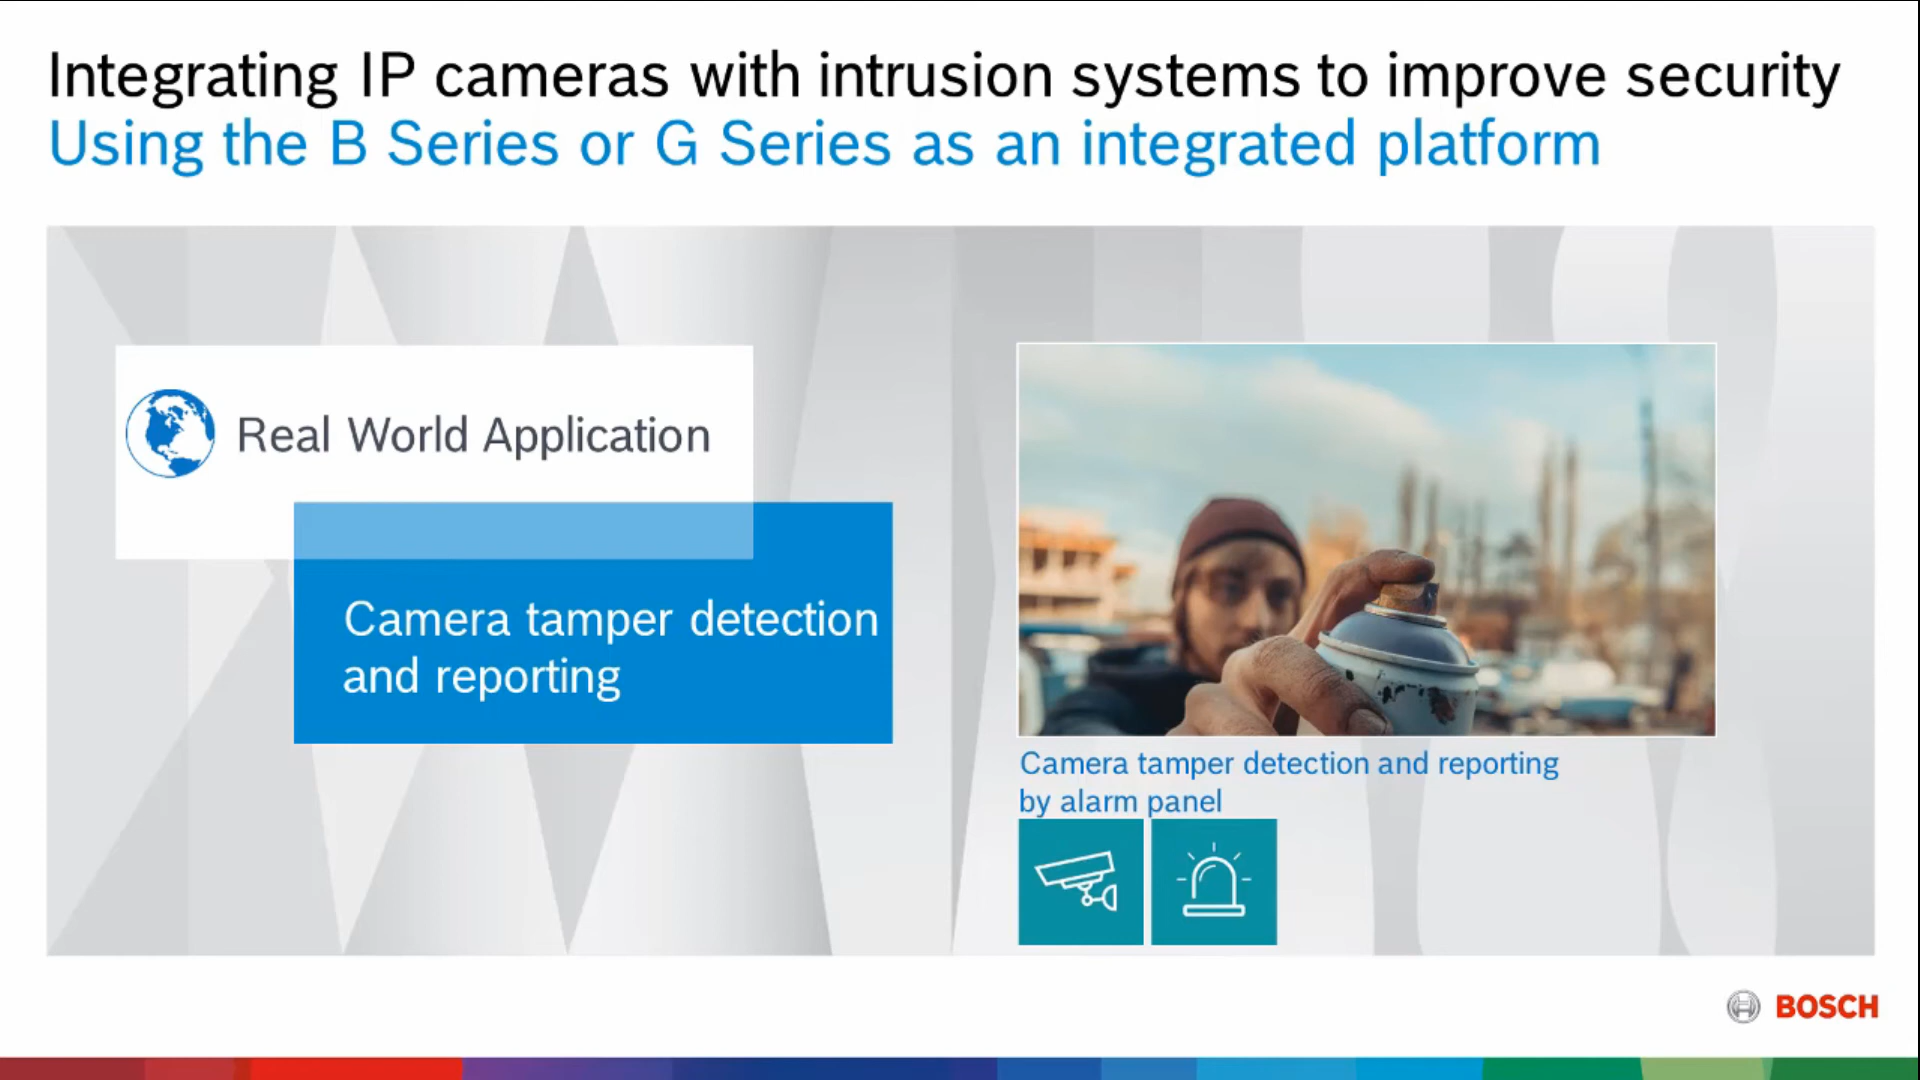 Integrating IP cameras with intrusion systems to improve security
Using the B Series or G Series as an integrated platform
Real World Application
Camera tamper detection
and reporting
Camera tamper detection and reporting
by alarm panel
BOSCH